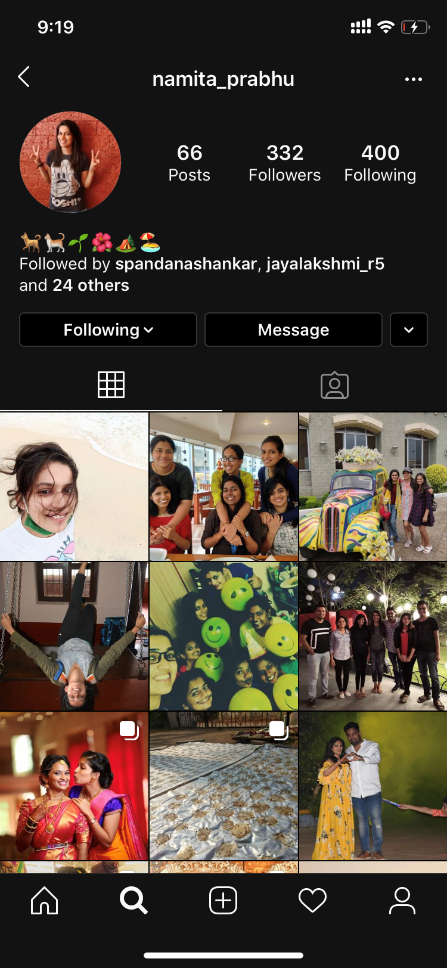 9:19
namita_prabhu
66
Posts
332
Followers
400
Following
Followed by spandanashankar, jayalakshmi_r5
and 24 others
Following
Message